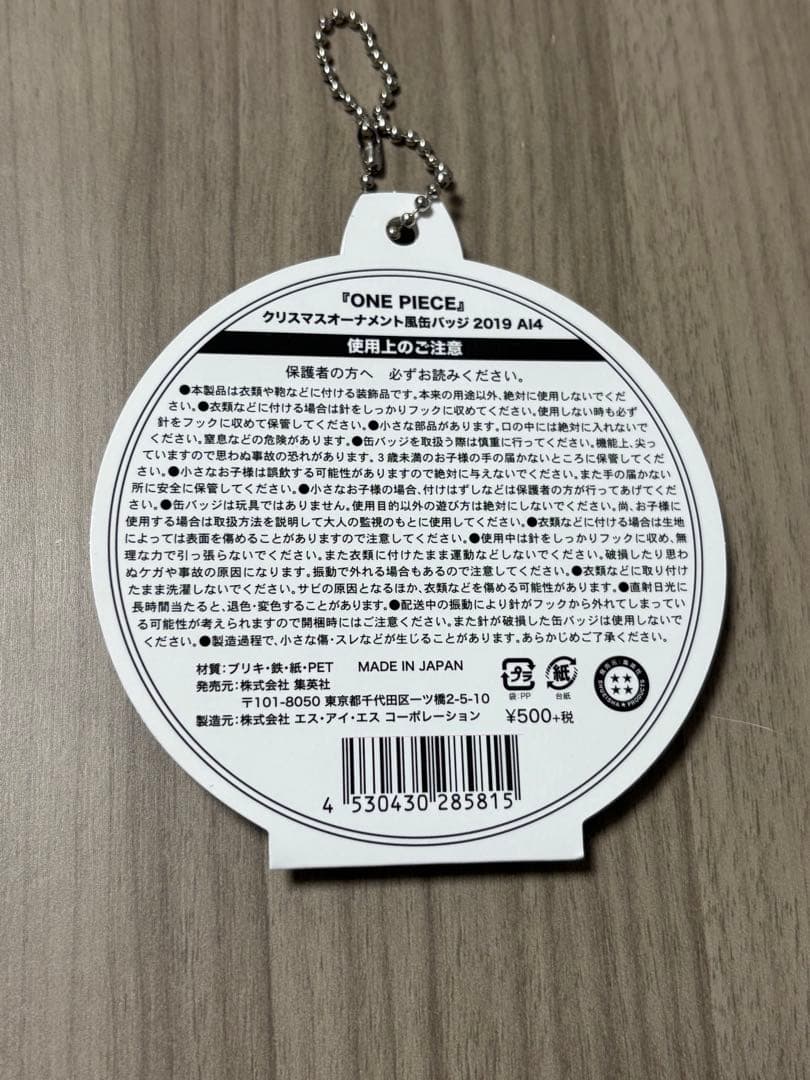 『ONE PIECE』
クリスマスオーナメント風缶バッジ 2019 AI4
使用上のご注意
保護者の方へ 必ずお読みください。
●本製品は衣類や鞄などに付ける装飾品です。本来の用途以外、絶対に使用しないでくだ
さい。●衣類などに付ける場合は針をしっかりフックに収めてください。使用しない時も必ず
針をフックに収めて保管してください。●小さな部品があります。口の中には絶対に入れないで
ください。窒息などの危険があります。●缶バッジを取扱う際は慎重に行ってください。機能上、尖っ
ていますので思わぬ事故の恐れがあります。3歳未満のお子様の手の届かないところに保管してくだ
さい。●小さなお子様は誤飲する可能性がありますので絶対に与えないでください。また手の届かない
所に安全に保管してください。●小さなお子様の場合、付けはずしなどは保護者の方が行ってあげてくだ
さい。●缶バッジは玩具ではありません。使用目的以外の遊び方は絶対にしないでください。尚、お子様に
使用する場合は取扱方法を説明して大人の監視のもとに使用してください。●衣類などに付ける場合は生地
によっては表面を傷めることがありますので注意してください。●使用中は針をしっかりフックに収め、無
理な力で引っ張らないでください。また衣類に付けたまま運動などしないでください。破損したり思わ
ぬケガや事故の原因になります。振動で外れる場合もあるので注意してください。●衣類などに取り付け
たまま洗濯しないでください。サビの原因となるほか、衣類などを傷める可能性があります。●直射日光に
長時間当たると、退色・変色することがあります。●配送中の振動により針がフックから外れてしまってい
る可能性が考えられますので開梱時にはご注意ください。また針が破損した缶バッジは使用しないでく
ださい。●製造過程で、小さな傷・スレなどが生じることがあります。あらかじめご了承ください。
材質:ブリキ・鉄・紙・PET MADE IN JAPAN
発売元:株式会社 集英社
〒101-8050 東京都千代田区一ツ橋2-5-10
製造元:株式会社 エス・アイ・エス コーポレーション
プラ
袋:PP
紙
台紙
¥500+税
発売元:集英社
SHUEISHA★PRODUCTS
4 530430 285815